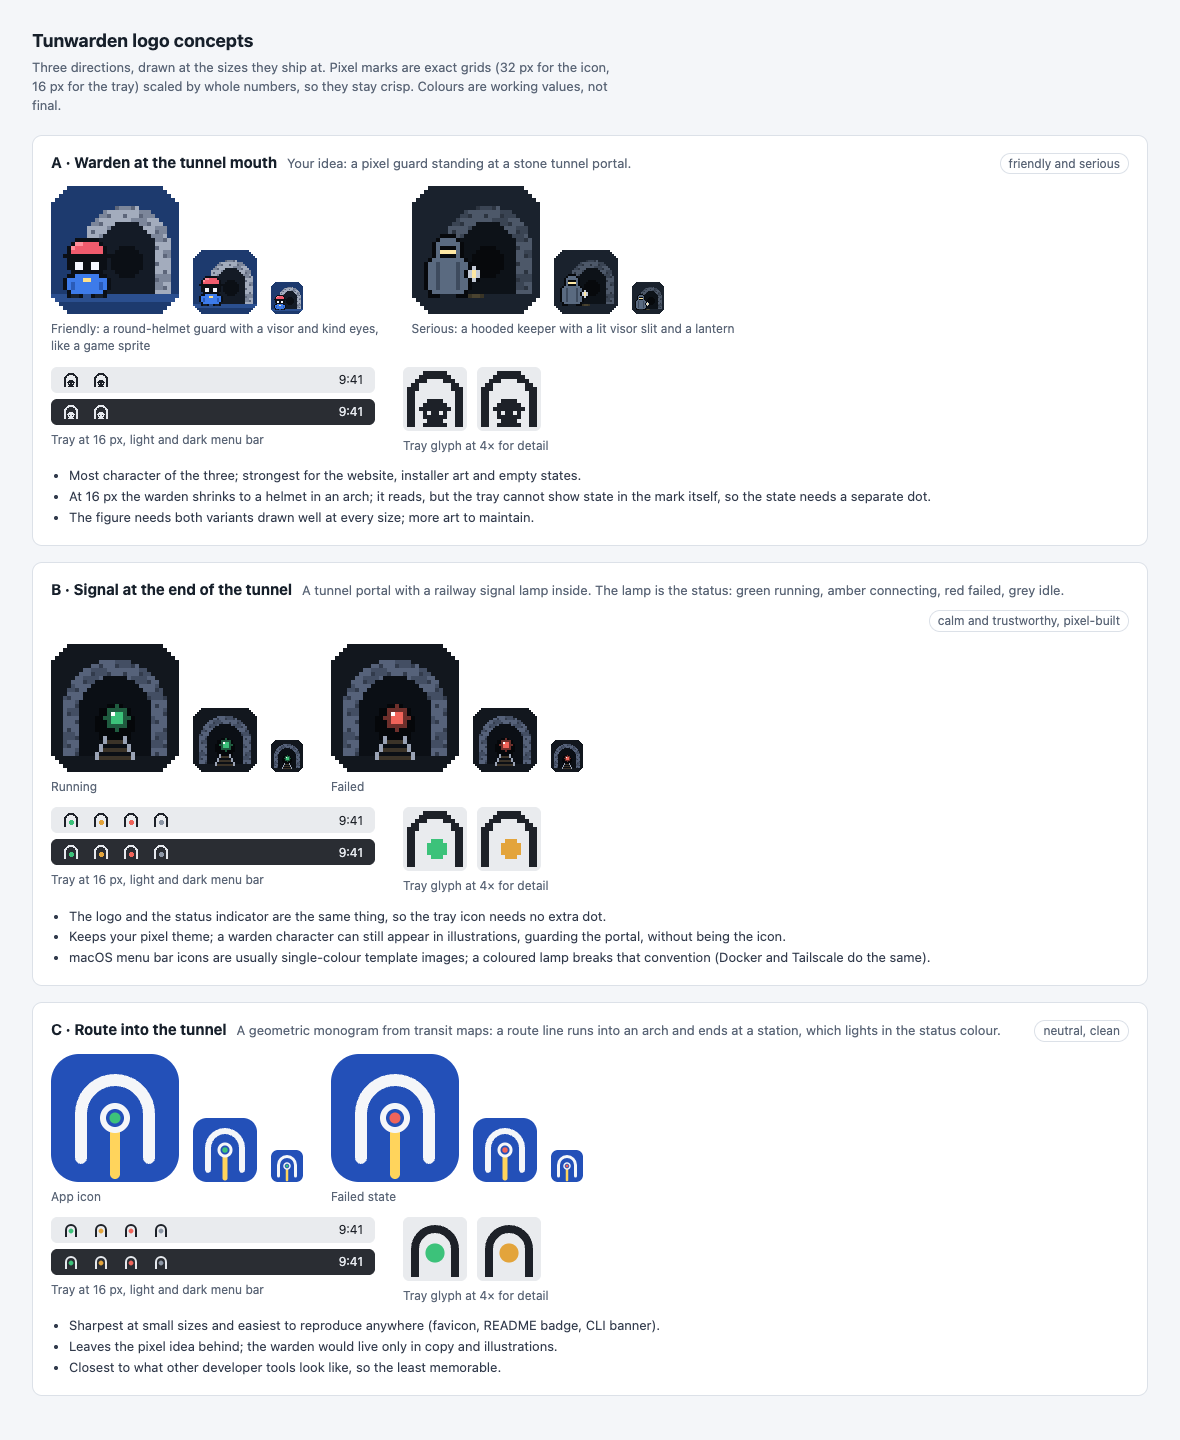 Tunwarden logo concepts
Three directions, drawn at the sizes they ship at. Pixel marks are exact grids (32 px for the icon,
16 px for the tray) scaled by whole numbers, so they stay crisp. Colours are working values, not
final.
A · Warden at the tunnel mouth Your idea: a pixel guard standing at a stone tunnel portal. friendly and serious
Friendly: a round-helmet guard with a visor and kind eyes,
like a game sprite
Serious: a hooded keeper with a lit visor slit and a lantern
9:41
9:41
Tray at 16 px, light and dark menu bar
Tray glyph at 4× for detail
• Most character of the three; strongest for the website, installer art and empty states.
• At 16 px the warden shrinks to a helmet in an arch; it reads, but the tray cannot show state in the mark itself, so the state needs a separate dot.
• The figure needs both variants drawn well at every size; more art to maintain.
B · Signal at the end of the tunnel A tunnel portal with a railway signal lamp inside. The lamp is the status: green running, amber connecting, red failed, grey idle.
calm and trustworthy, pixel-built
Running
Failed
9:41
9:41
Tray at 16 px, light and dark menu bar
Tray glyph at 4× for detail
• The logo and the status indicator are the same thing, so the tray icon needs no extra dot.
• Keeps your pixel theme; a warden character can still appear in illustrations, guarding the portal, without being the icon.
• macOS menu bar icons are usually single-colour template images; a coloured lamp breaks that convention (Docker and Tailscale do the same).
C · Route into the tunnel A geometric monogram from transit maps: a route line runs into an arch and ends at a station, which lights in the status colour. neutral, clean
App icon
Failed state
9:41
9:41
Tray at 16 px, light and dark menu bar
Tray glyph at 4× for detail
• Sharpest at small sizes and easiest to reproduce anywhere (favicon, README badge, CLI banner).
• Leaves the pixel idea behind; the warden would live only in copy and illustrations.
• Closest to what other developer tools look like, so the least memorable.